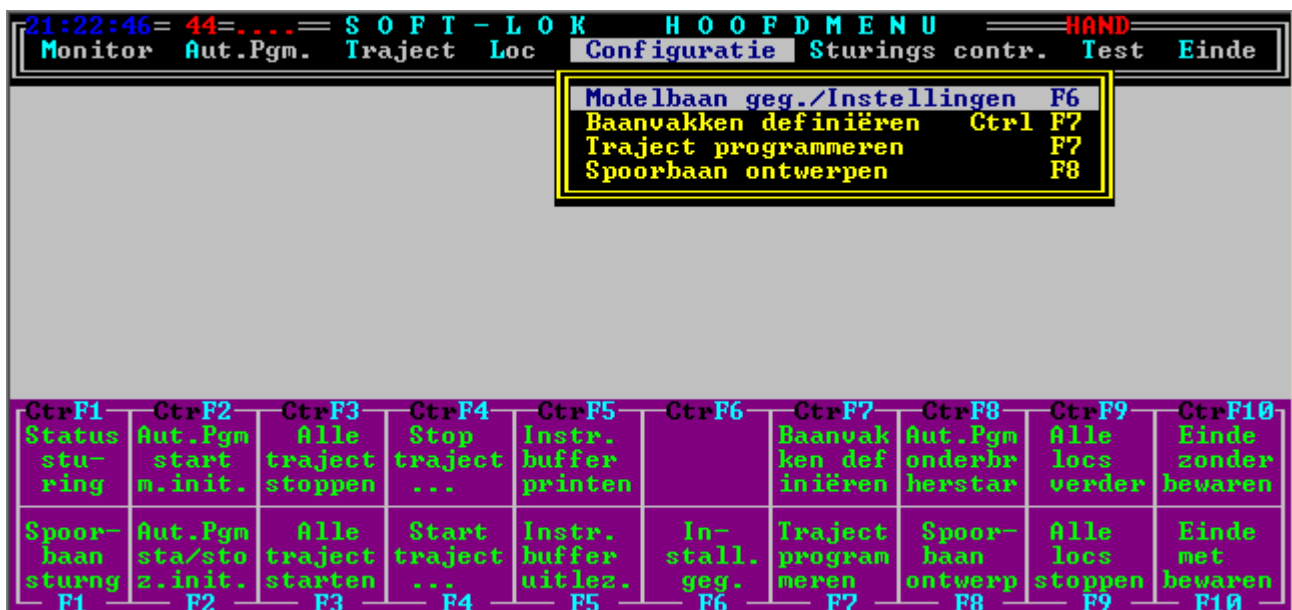 21:22:46= 44=....== S O F T - L O K   H O O F D M E N U ====HAND
Monitor Aut.Pgm. Traject Loc Configuratie Sturings contr. Test Einde
Modelbaan geg./Instellingen F6
Baanvakken definiëren Ctrl F7
Traject programmeren F7
Spoorbaan ontwerpen F8
CtrF1 CtrF2 CtrF3 CtrF4 CtrF5 CtrF6 CtrF7 CtrF8 CtrF9 CtrF10
Status Aut.Pgm Alle Stop Instr. Baanvak Aut.Pgm Alle Einde
stu- start traject traject buffer ken def onderbr locs zonder
ring m.init. stoppen ... printen iniëren herstar verder bewaren
Spoor- Aut.Pgm Alle Start Instr. In- Traject Spoor- Alle Einde
baan sta/sto traject traject buffer stall. program baan locs met
sturng z.init. starten ... uitlez. geg. meren ontwerp stoppen bewaren
F1 F2 F3 F4 F5 F6 F7 F8 F9 F10